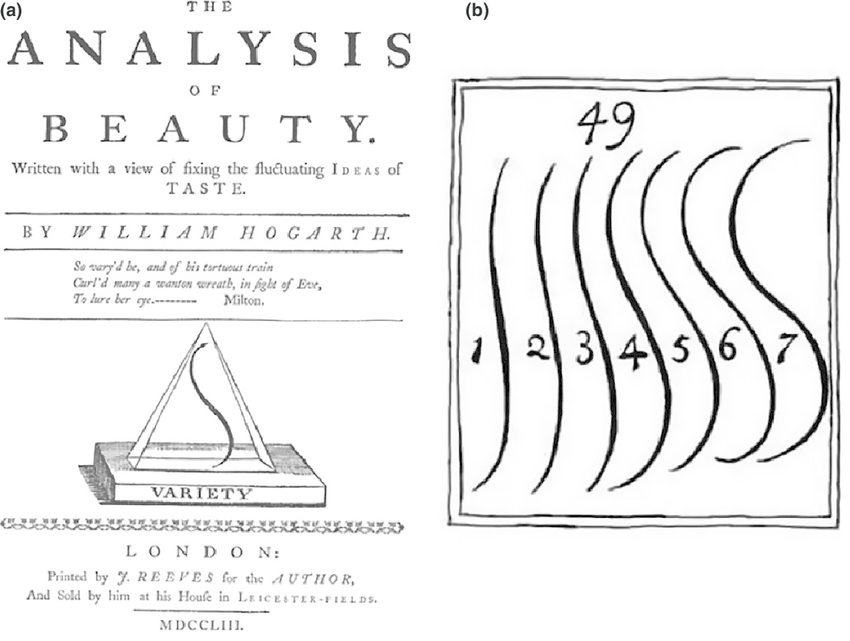 (a)
THE
ANALYSIS
OF
BEAUTY.
Written with a view of fixing the fluctuating IDEAS of
TASTE.
BY WILLIAM HOGARTH.
So vary'd he, and of his tortuous train
Curl'd many a wanton wreath, in sight of Eve,
To lure her eye.-------- Milton.
VARIETY
LONDON:
Printed by J. REEVES for the AUTHOR,
And Sold by him at his House in LEICESTER-FIELDS.
MDCCLIII.
(b)
49
1 2 3 4 5 6 7